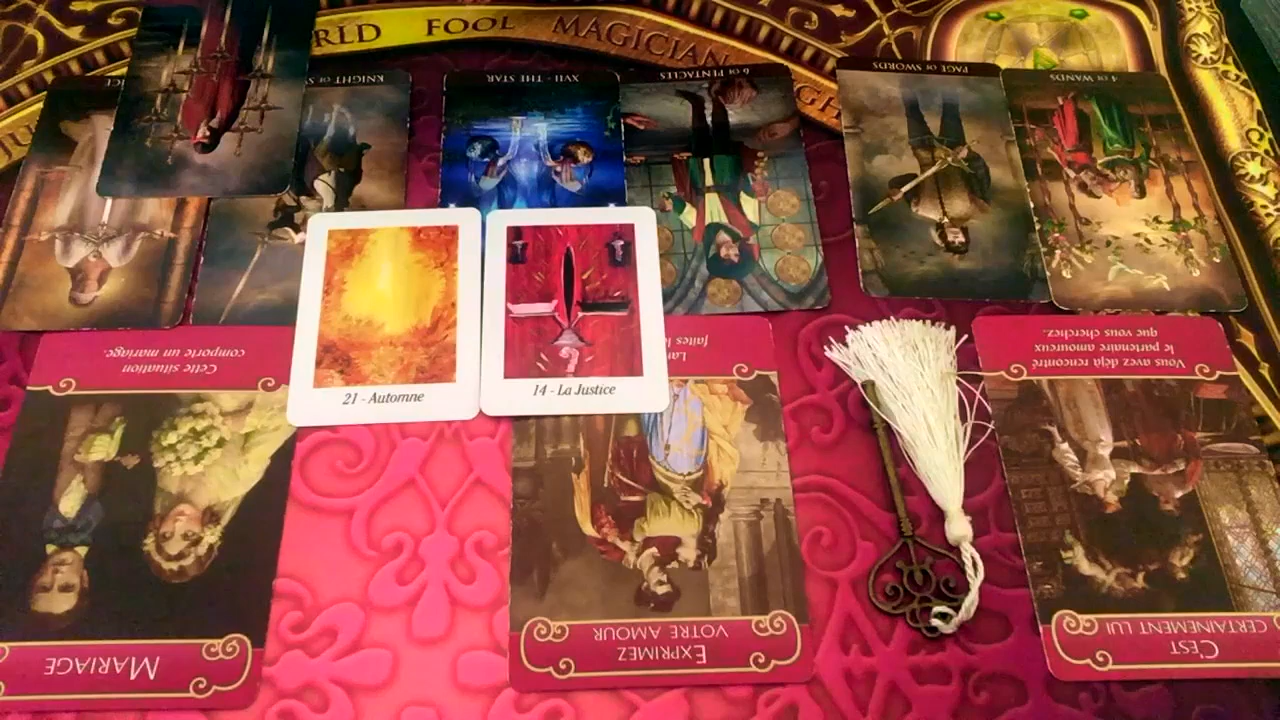 RLD FOOL MAGICIAN
KNIGHT OF S
XVII - THE STAR
6 OF PENTACLES
PAGE OF SWORDS
4 OF WANDS
21 - Automne
14 - La Justice
Cette situation
comporte un mariage.
MARIAGE
EXPRIMEZ
VOTRE AMOUR
Vous avez déjà rencontré
le partenaire amoureux
que vous cherchez.
C'EST
CERTAINEMENT LUI